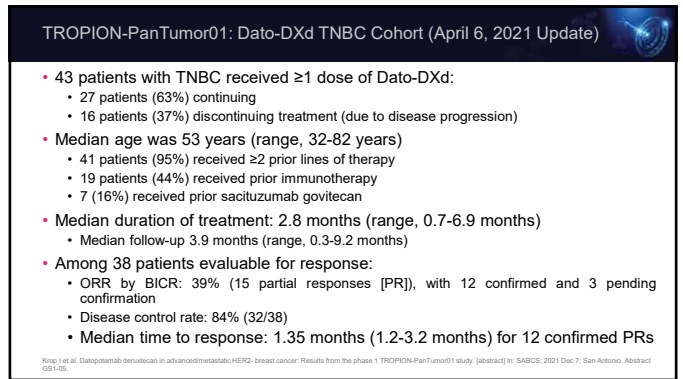 TROPION-PanTumor01: Dato-DXd TNBC Cohort (April 6, 2021 Update)
• 43 patients with TNBC received ≥1 dose of Dato-DXd:
• 27 patients (63%) continuing
• 16 patients (37%) discontinuing treatment (due to disease progression)
• Median age was 53 years (range, 32-82 years)
• 41 patients (95%) received ≥2 prior lines of therapy
• 19 patients (44%) received prior immunotherapy
• 7 (16%) received prior sacituzumab govitecan
• Median duration of treatment: 2.8 months (range, 0.7-6.9 months)
• Median follow-up 3.9 months (range, 0.3-9.2 months)
• Among 38 patients evaluable for response:
• ORR by BICR: 39% (15 partial responses [PR]), with 12 confirmed and 3 pending
confirmation
• Disease control rate: 84% (32/38)
• Median time to response: 1.35 months (1.2-3.2 months) for 12 confirmed PRs
Krop I et al. Datopotamab deruxtecan in advanced/metastatic HER2- breast cancer: Results from the phase 1 TROPION-PanTumor01 study. [abstract] In: SABCS; 2021 Dec 7; San Antonio. Abstract
GS1-05.